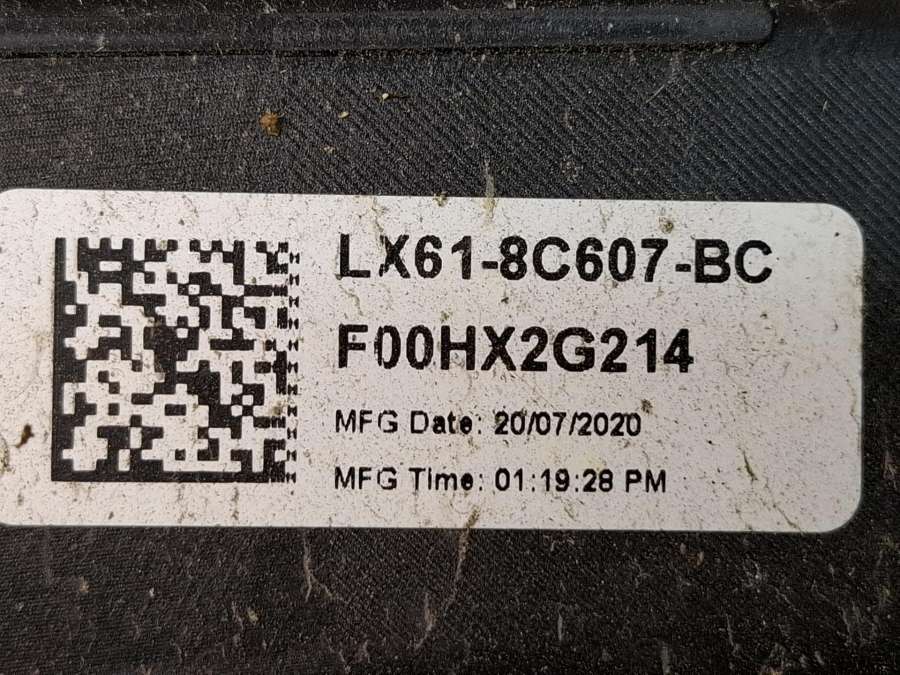 LX61-8C607-BC
F00HX2G214
MFG Date: 20/07/2020
MFG Time: 01:19:28 PM